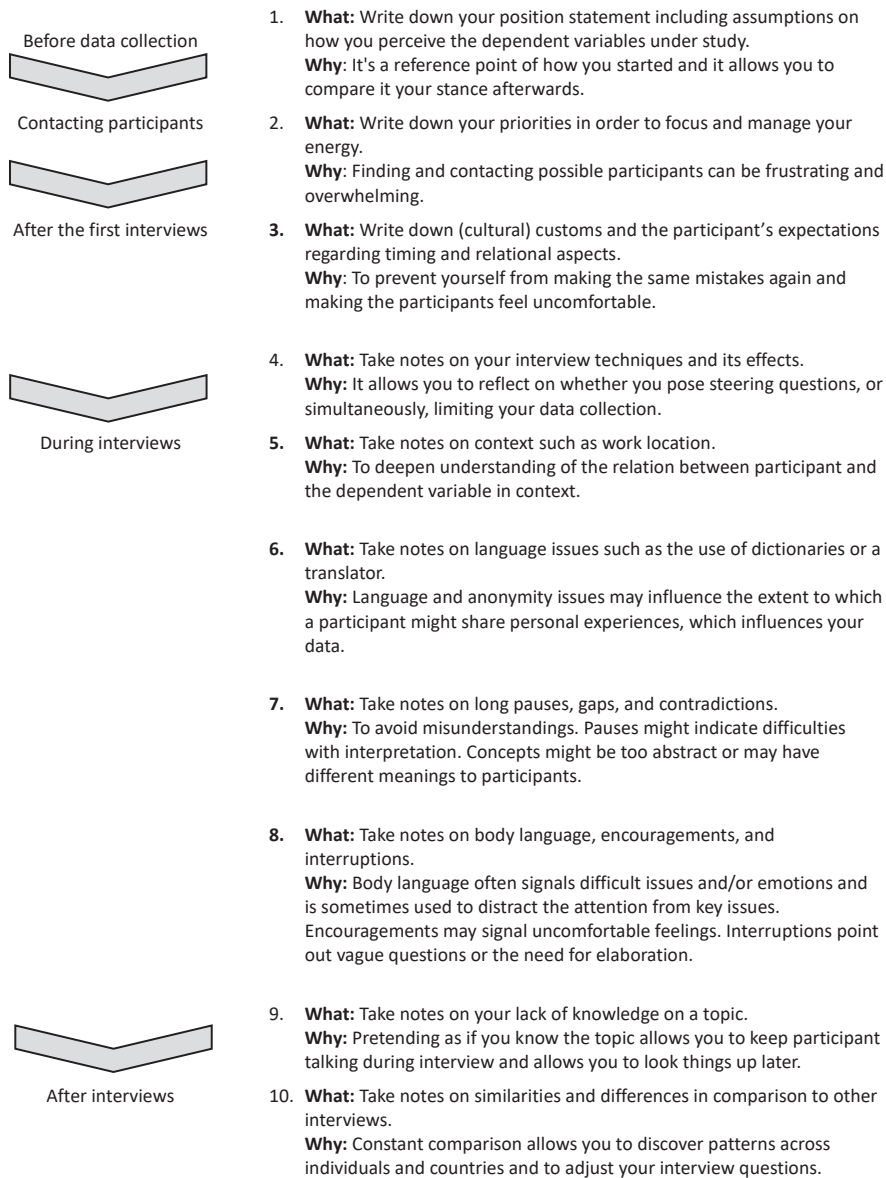 Before data collection
1. What: Write down your position statement including assumptions on
how you perceive the dependent variables under study.
Why: It's a reference point of how you started and it allows you to
compare it your stance afterwards.
Contacting participants
2. What: Write down your priorities in order to focus and manage your
energy.
Why: Finding and contacting possible participants can be frustrating and
overwhelming.
After the first interviews
3. What: Write down (cultural) customs and the participant’s expectations
regarding timing and relational aspects.
Why: To prevent yourself from making the same mistakes again and
making the participants feel uncomfortable.
4. What: Take notes on your interview techniques and its effects.
Why: It allows you to reflect on whether you pose steering questions, or
simultaneously, limiting your data collection.
During interviews
5. What: Take notes on context such as work location.
Why: To deepen understanding of the relation between participant and
the dependent variable in context.
6. What: Take notes on language issues such as the use of dictionaries or a
translator.
Why: Language and anonymity issues may influence the extent to which
a participant might share personal experiences, which influences your
data.
7. What: Take notes on long pauses, gaps, and contradictions.
Why: To avoid misunderstandings. Pauses might indicate difficulties
with interpretation. Concepts might be too abstract or may have
different meanings to participants.
8. What: Take notes on body language, encouragements, and
interruptions.
Why: Body language often signals difficult issues and/or emotions and
is sometimes used to distract the attention from key issues.
Encouragements may signal uncomfortable feelings. Interruptions point
out vague questions or the need for elaboration.
9. What: Take notes on your lack of knowledge on a topic.
Why: Pretending as if you know the topic allows you to keep participant
talking during interview and allows you to look things up later.
After interviews
10. What: Take notes on similarities and differences in comparison to other
interviews.
Why: Constant comparison allows you to discover patterns across
individuals and countries and to adjust your interview questions.